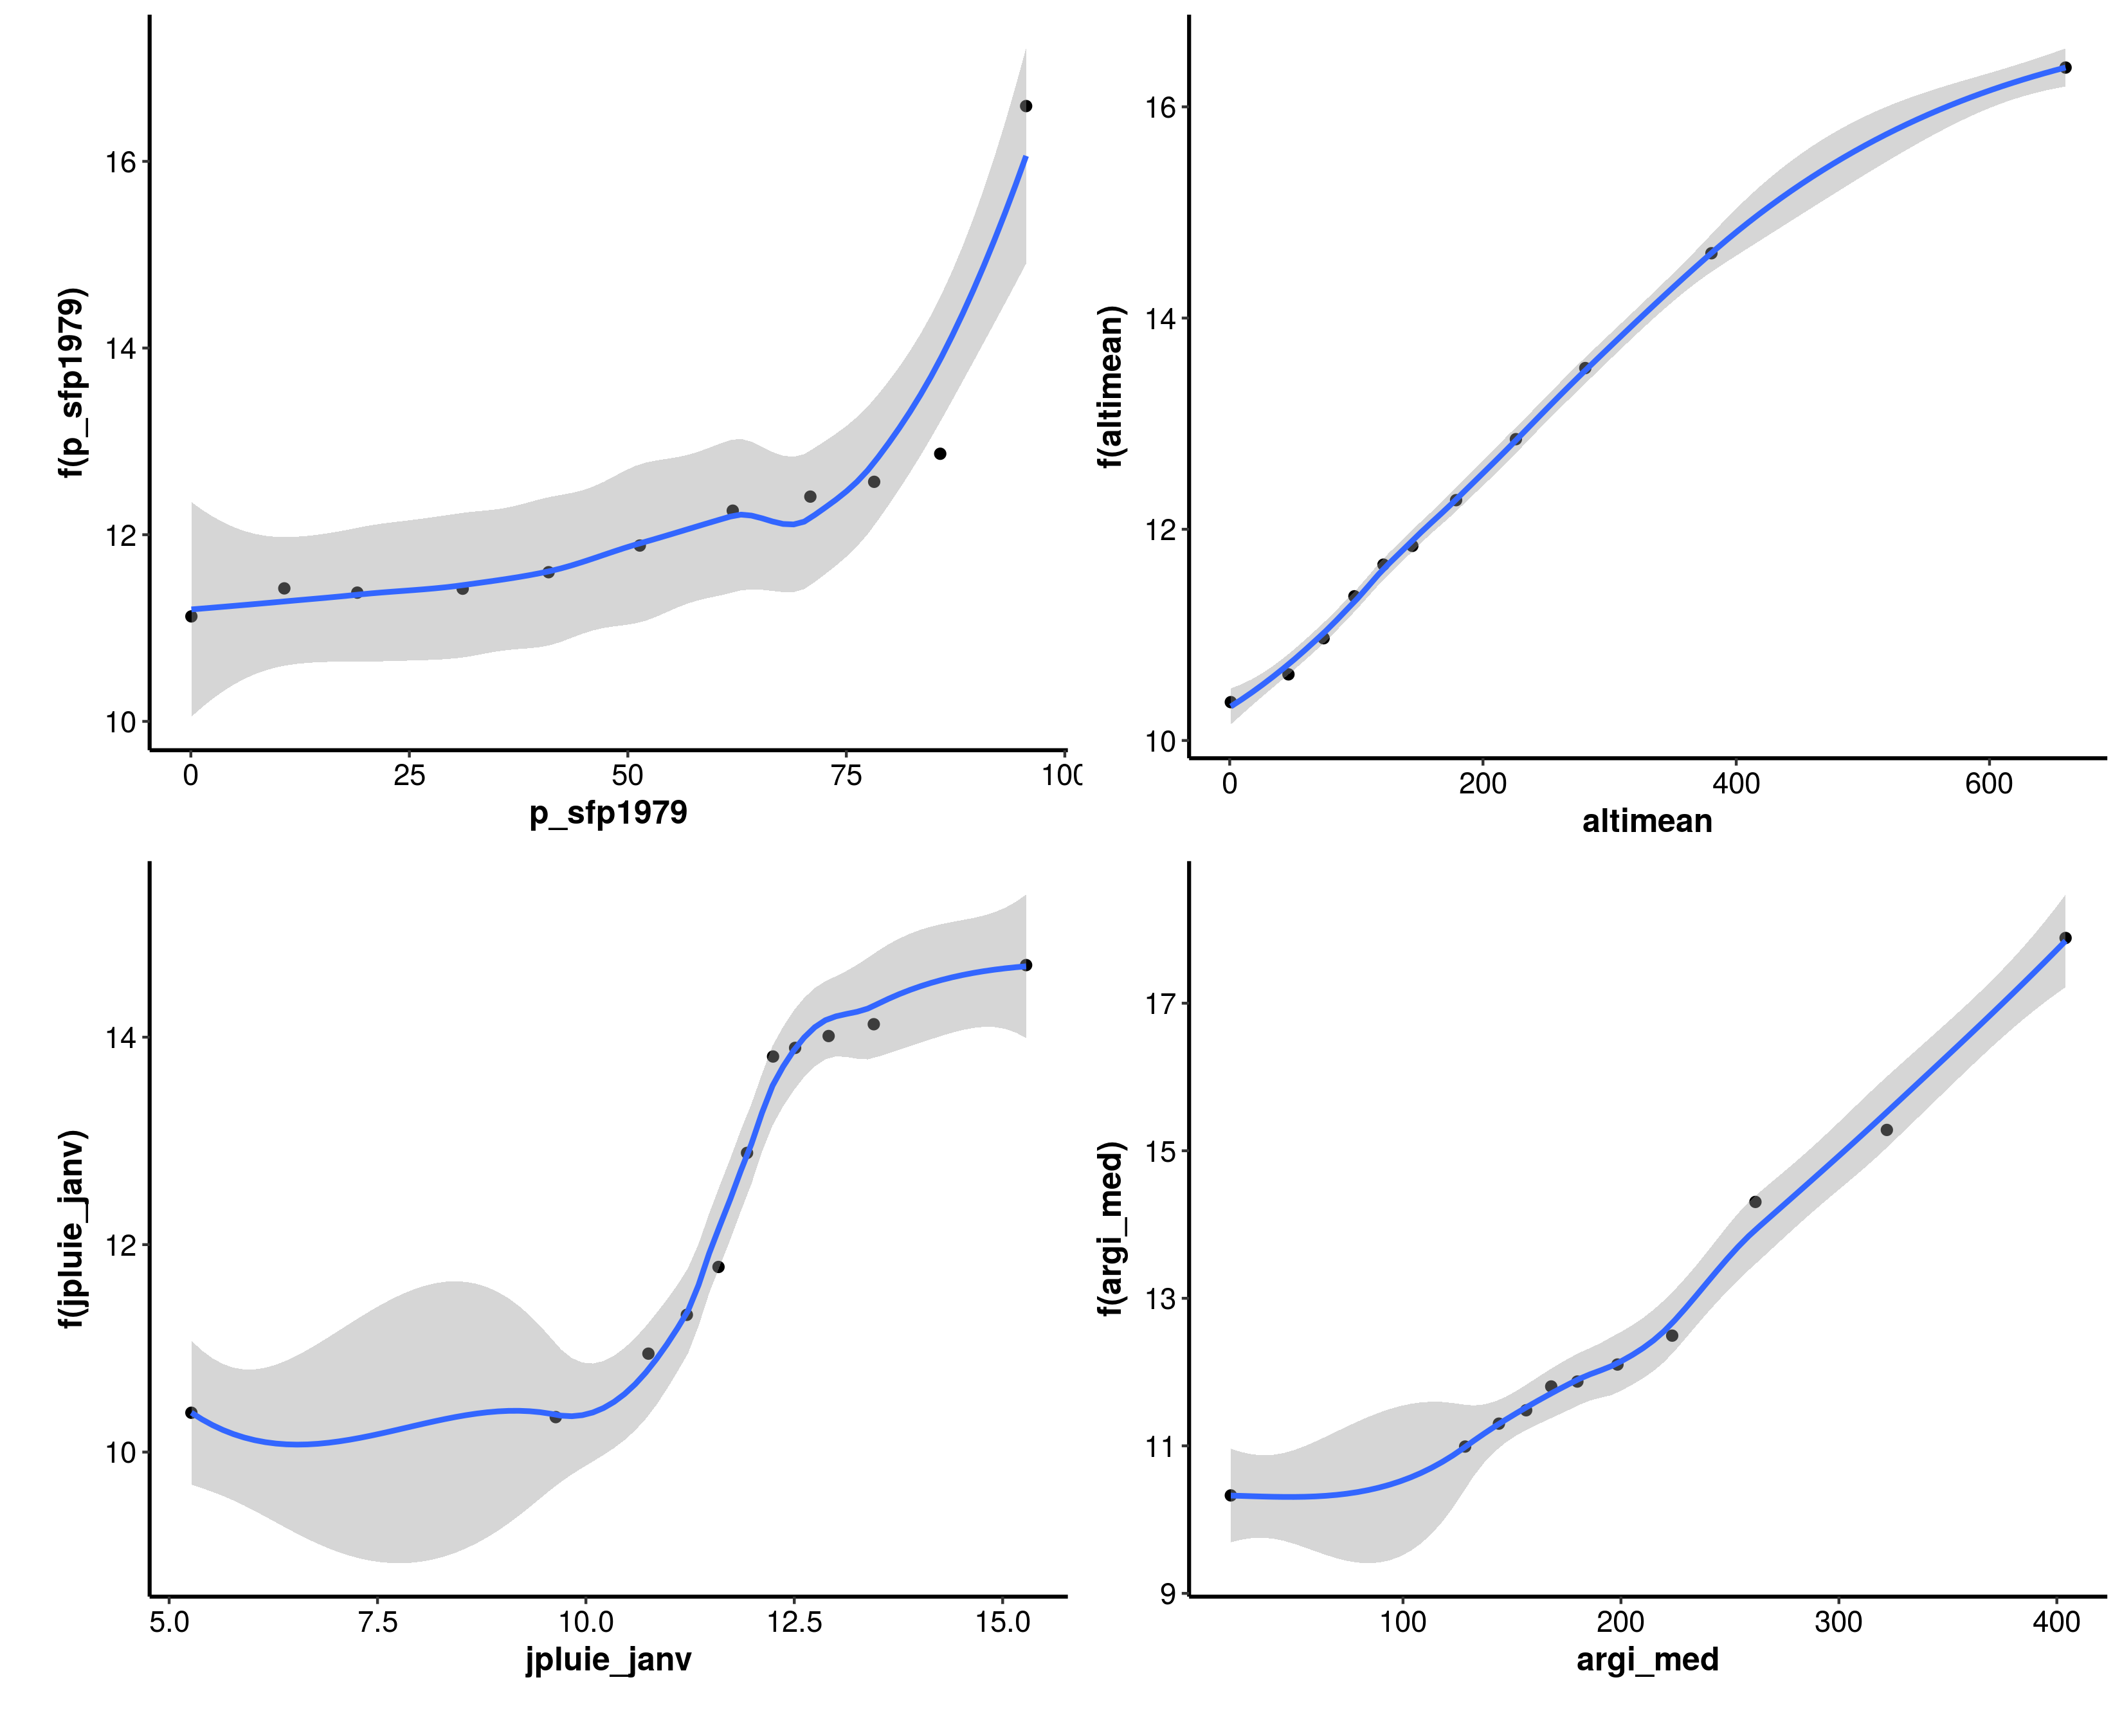 f(p_sfp1979)
16
14
12
10
0 25 50 75 100
p_sfp1979
f(altimean)
16
14
12
10
0 200 400 600
altimean
f(jpluie_janv)
14
12
10
5.0 7.5 10.0 12.5 15.0
jpluie_janv
f(argi_med)
17
15
13
11
9
100 200 300 400
argi_med